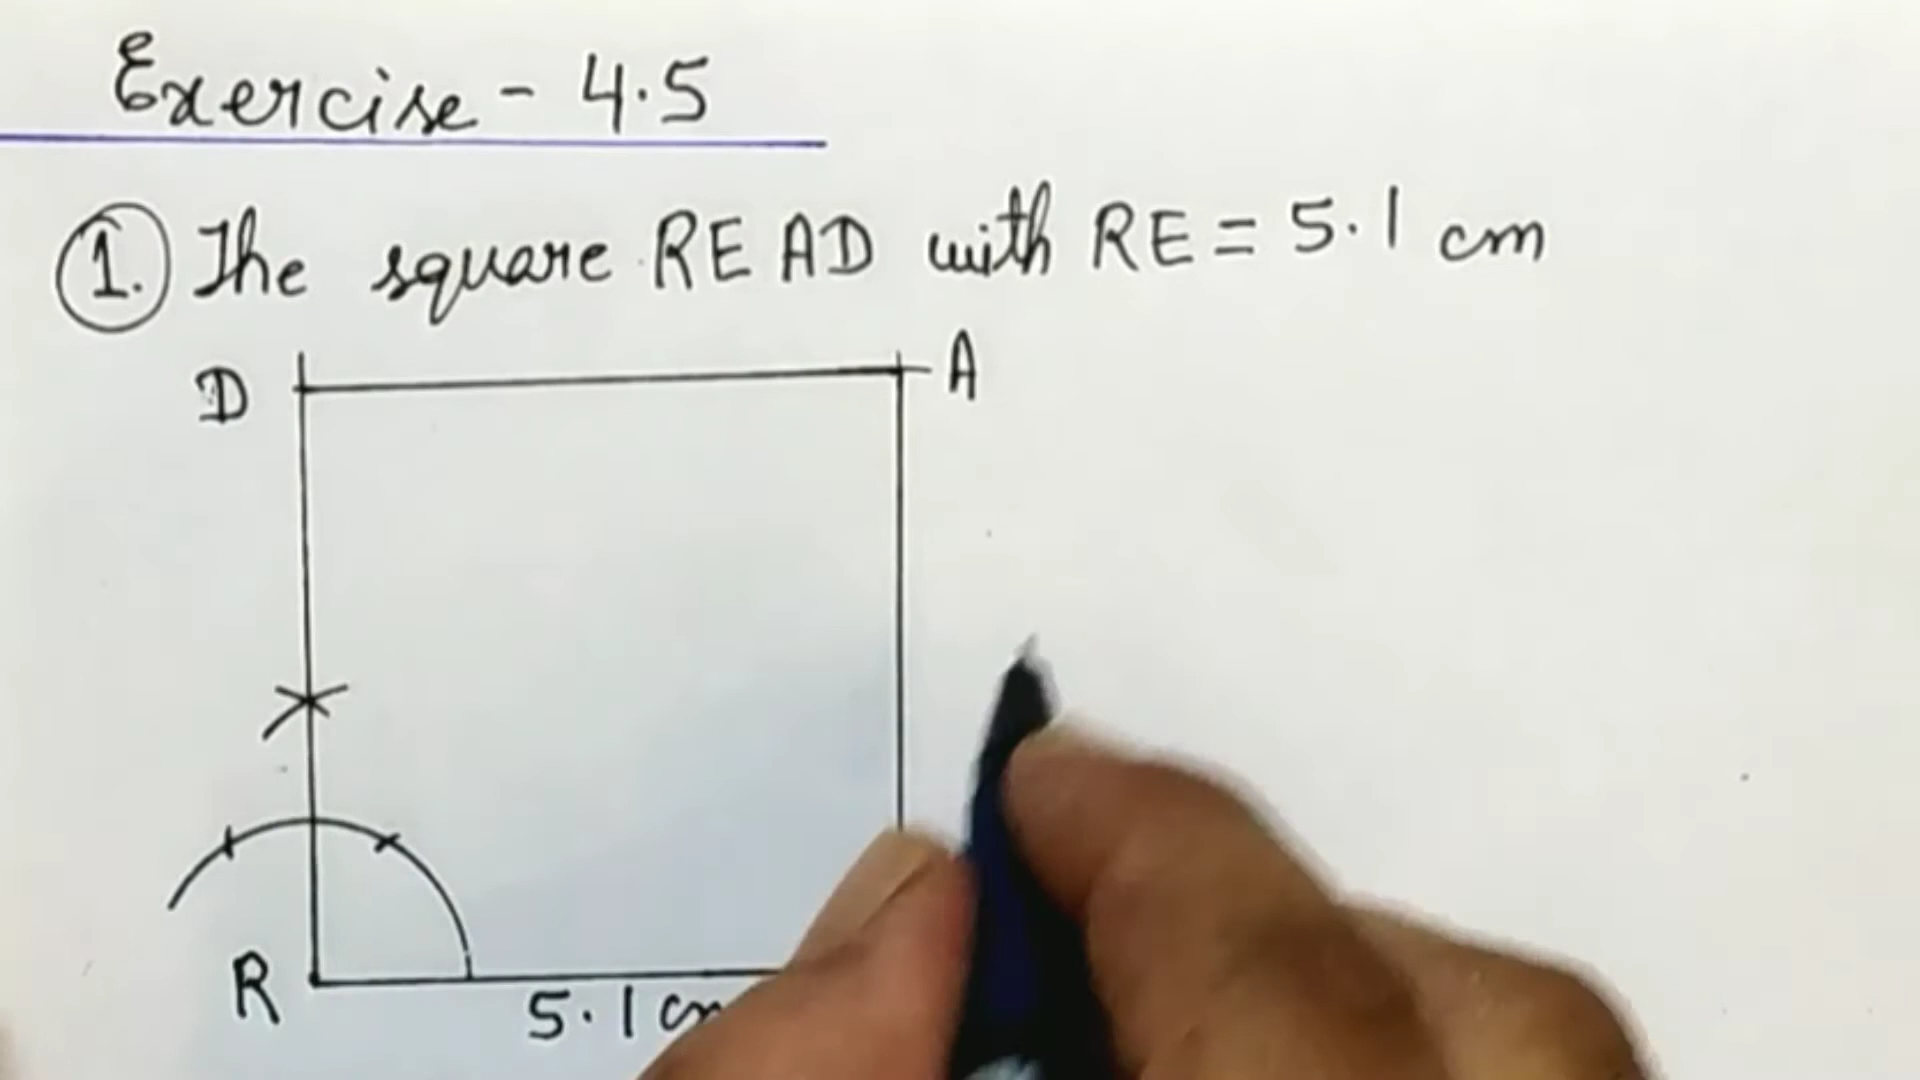 Exercise - 4.5
1. The square READ with RE = 5.1 cm
D
A
R
5.1 cm